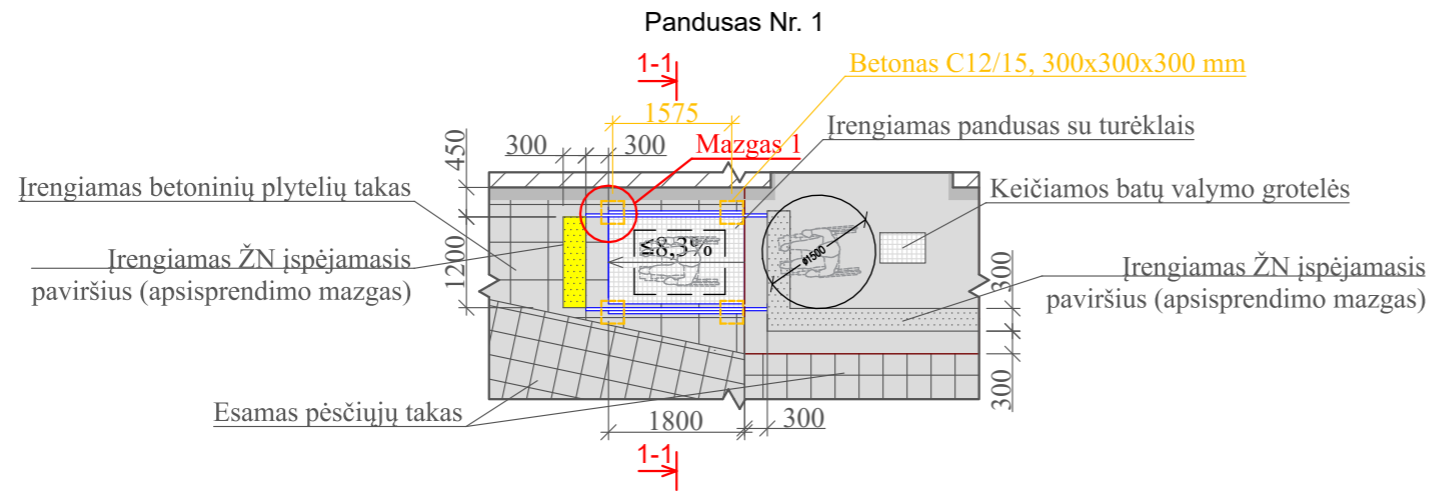 Pandusas Nr. 1
1-1
Betonas C12/15, 300x300x300 mm
1575
Įrengiamas pandusas su turėklais
450
300
300
Mazgas 1
Įrengiamas betoninių plytelių takas
Keičiamos batų valymo grotelės
≤8,3%
ø1500
1200
Įrengiamas ŽN įspėjamasis
paviršius (apsisprendimo mazgas)
300
Įrengiamas ŽN įspėjamasis
paviršius (apsisprendimo mazgas)
300
Esamas pėsčiųjų takas
1800
300
1-1